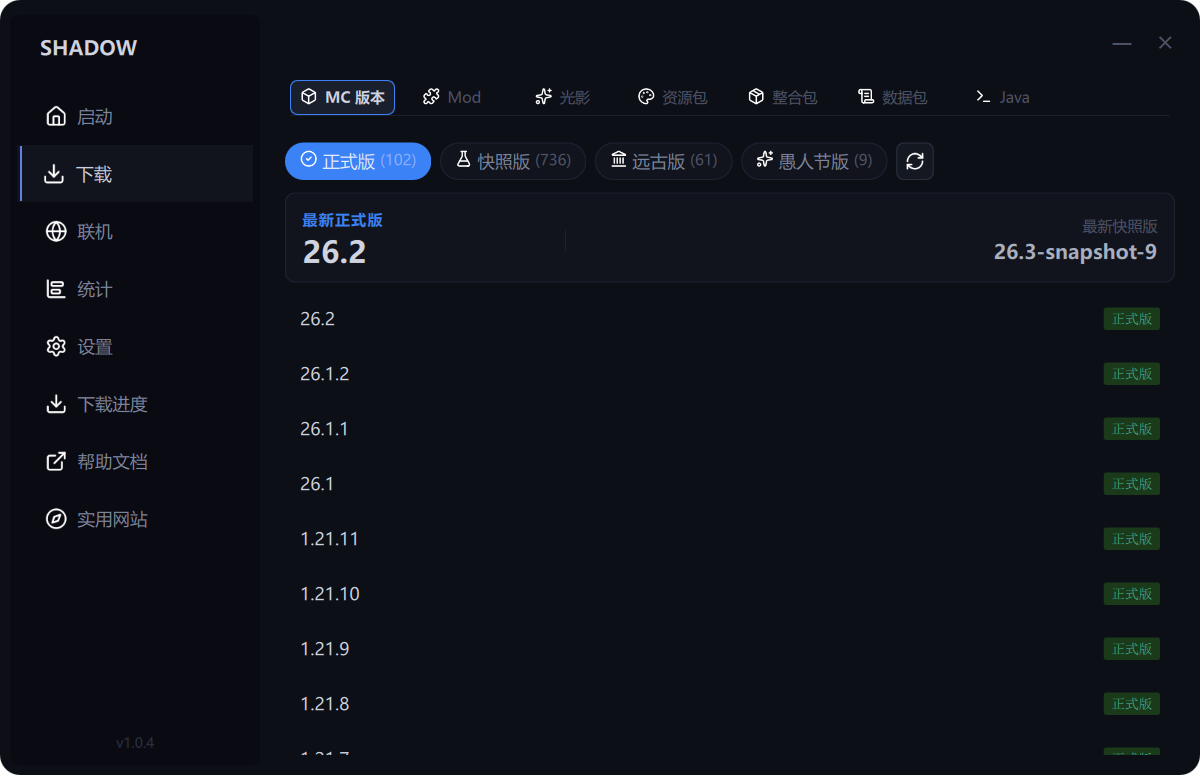 SHADOW
启动
下载
联机
统计
设置
下载进度
帮助文档
实用网站
v1.0.4
MC 版本 Mod 光影 资源包 整合包 数据包 Java
正式版 (102) 快照版 (736) 远古版 (61) 愚人节版 (9)
最新正式版
26.2
最新快照版
26.3-snapshot-9
26.2 正式版
26.1.2 正式版
26.1.1 正式版
26.1 正式版
1.21.11 正式版
1.21.10 正式版
1.21.9 正式版
1.21.8 正式版
1.21.7 正式版